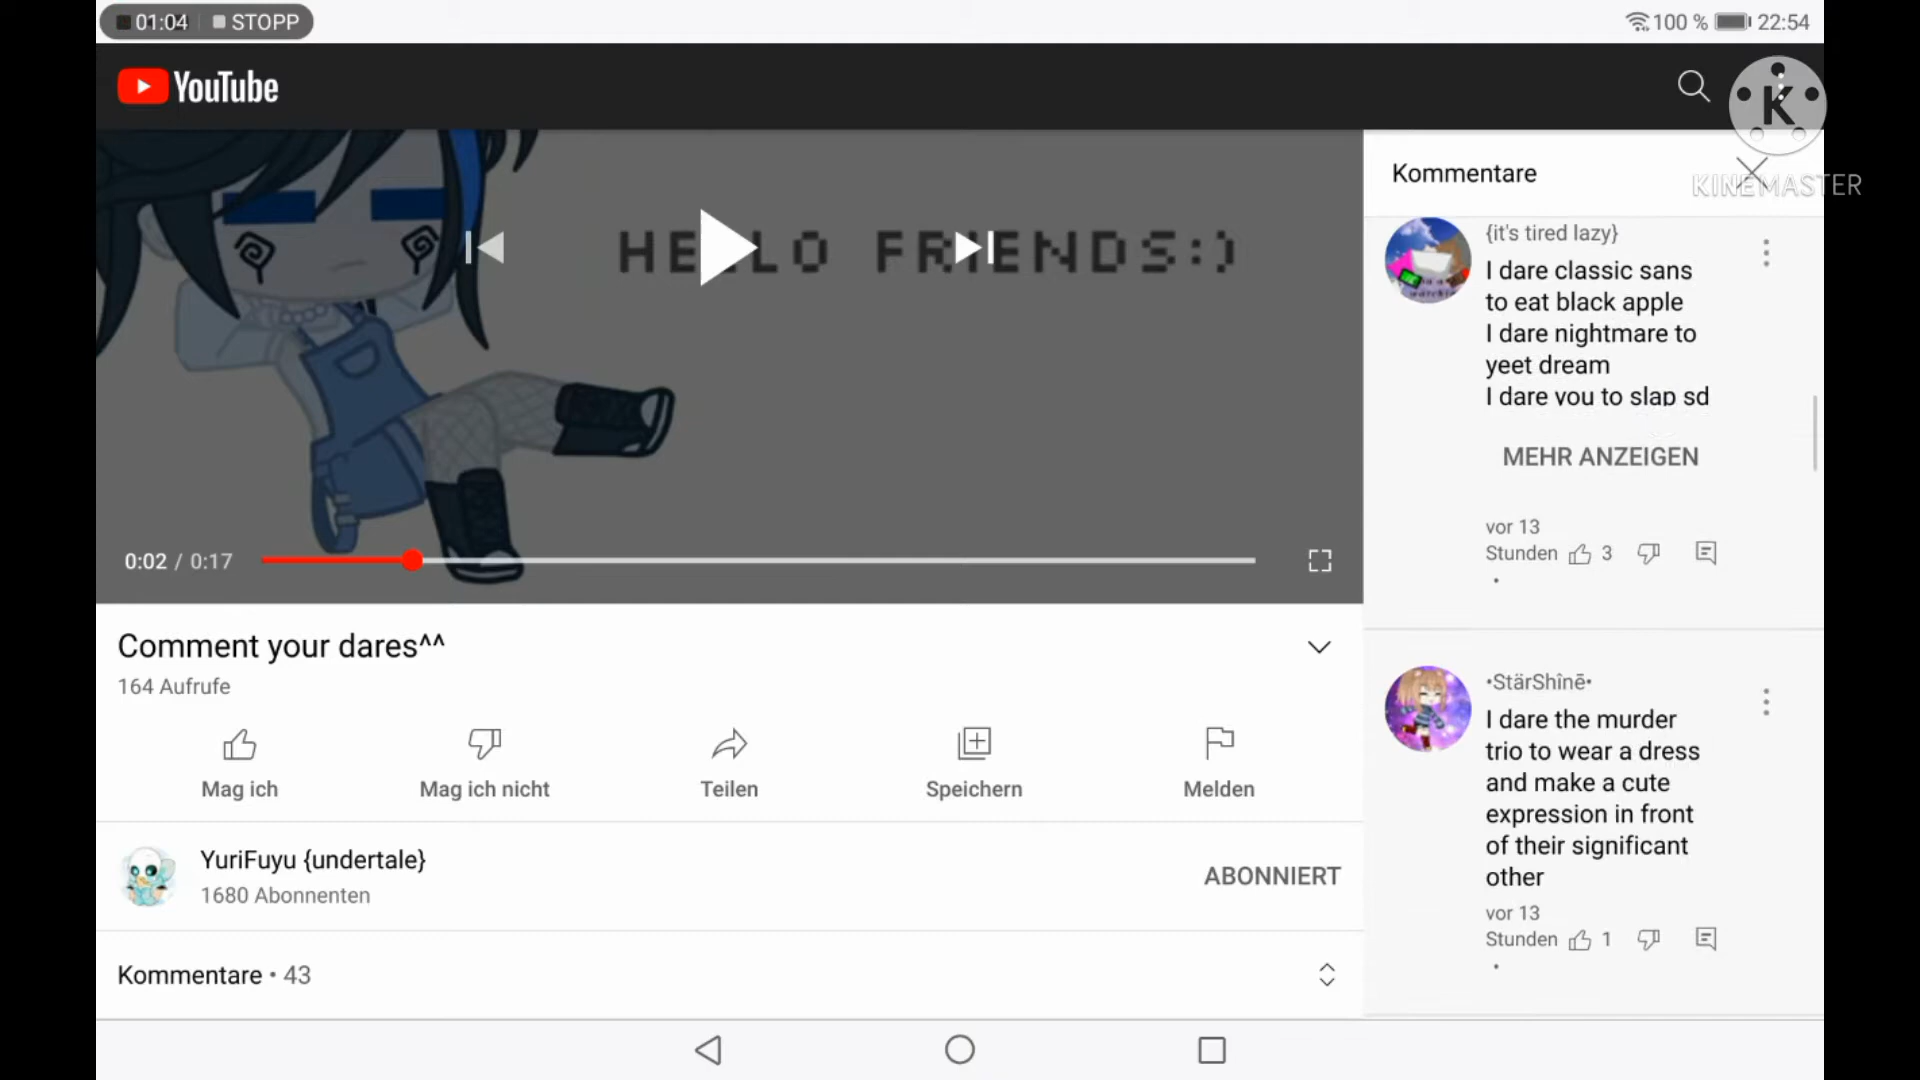 01:04 STOPP
100 % 22:54
YouTube
K
KINEMASTER
HELLO FRIENDS:)
0:02 / 0:17
Comment your dares^^
164 Aufrufe
Mag ich
Mag ich nicht
Teilen
Speichern
Melden
YuriFuyu {undertale}
1680 Abonnenten
ABONNIERT
Kommentare • 43
Kommentare
{it's tired lazy}
I dare classic sans
to eat black apple
I dare nightmare to
yeet dream
I dare you to slap sd
MEHR ANZEIGEN
vor 13
Stunden 3
•StärShînē•
I dare the murder
trio to wear a dress
and make a cute
expression in front
of their significant
other
vor 13
Stunden 1